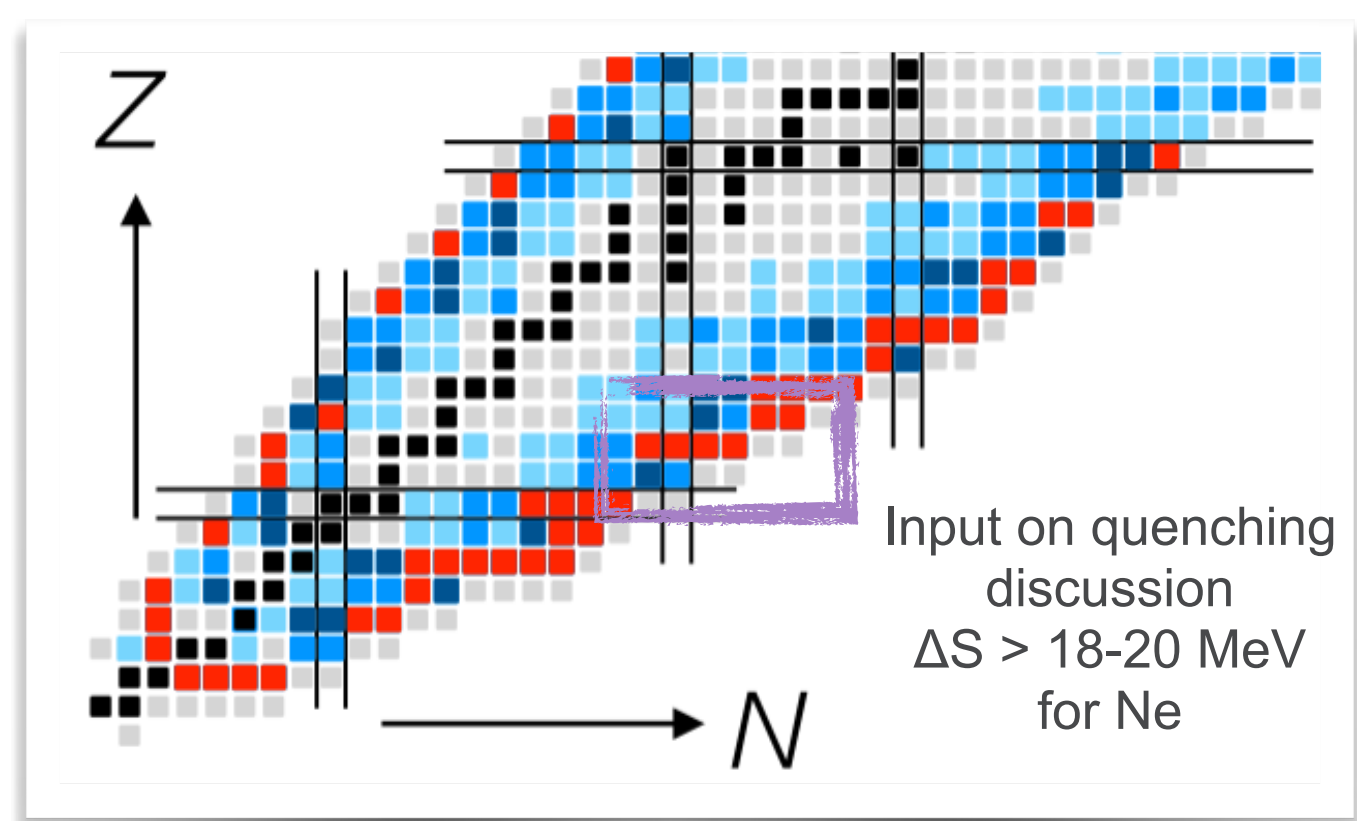 Z
Input on quenching
discussion
ΔS > 18-20 MeV
for Ne
N